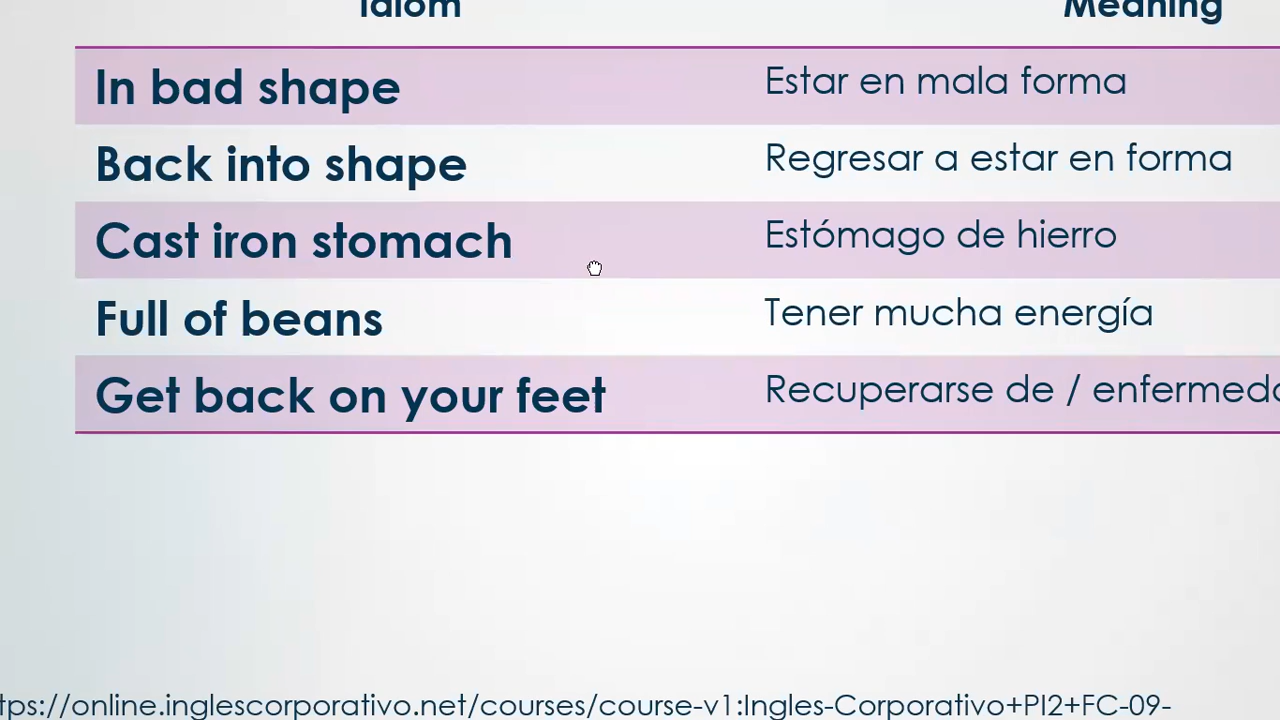 Idiom Meaning
In bad shape Estar en mala forma
Back into shape Regresar a estar en forma
Cast iron stomach Estómago de hierro
Full of beans Tener mucha energía
Get back on your feet Recuperarse de /
tps://online.inglescorporativo.net/courses/course-v1:Ingles-Corporativo+PI2+FC-09-